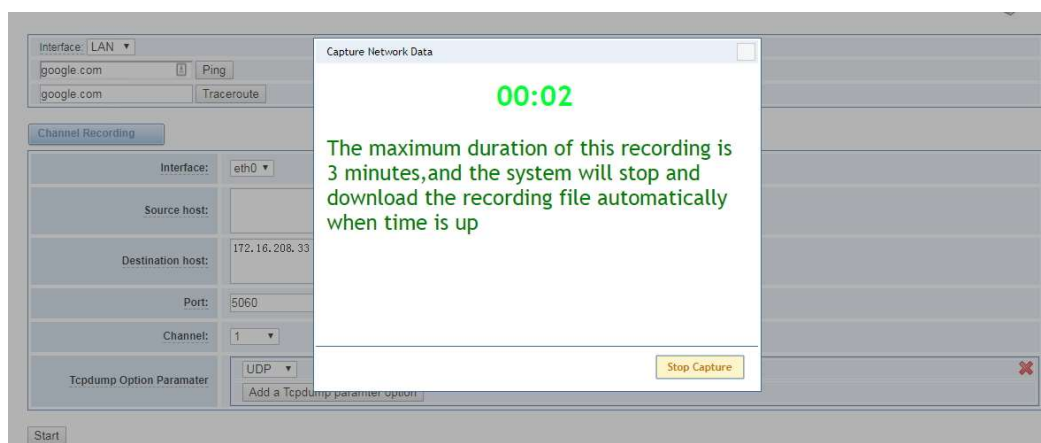 Interface: LAN
google.com Ping
google.com Traceroute
Channel Recording
Interface: eth0
Source host:
Destination host: 172.16.208.33
Port: 5060
Channel: 1
Tcpdump Option Paramater UDP
Add a Tcpdump paramter option
Start
Capture Network Data
00:02
The maximum duration of this recording is
3 minutes,and the system will stop and
download the recording file automatically
when time is up
Stop Capture